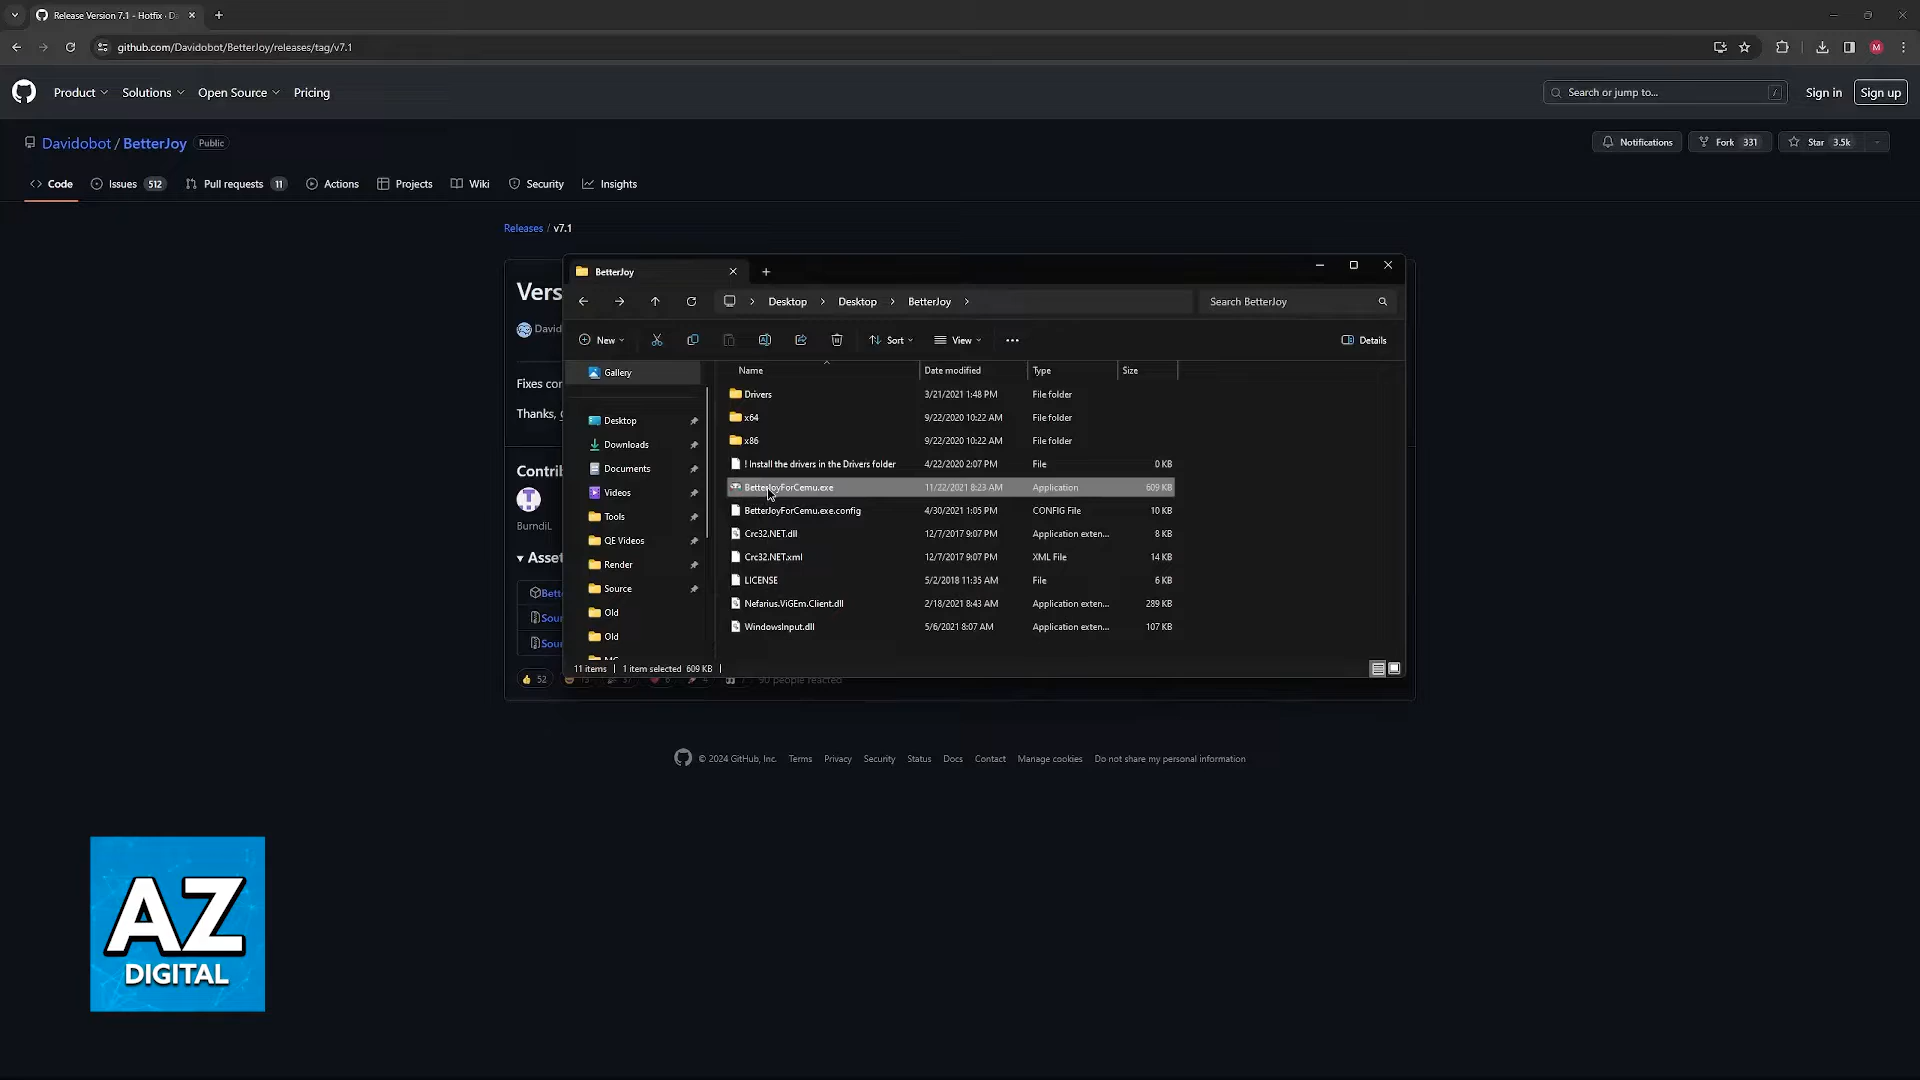 Release Version 7.1 - Hotfix · Da
github.com/Davidobot/BetterJoy/releases/tag/v7.1
M
Product Solutions Open Source Pricing
Search or jump to... /
Sign in Sign up
Davidobot / BetterJoy Public
Notifications Fork 331 Star 3.5k
Code Issues 512 Pull requests 11 Actions Projects Wiki Security Insights
Releases / v7.1
Vers
David
Fixes con
Thanks,
Contrib
BurndiL
Asset
Bett
Sour
Sour
BetterJoy
Desktop Desktop BetterJoy
Search BetterJoy
New Sort View ... Details
Name Date modified Type Size
Gallery
Desktop
Downloads
Documents
Videos
Tools
QE Videos
Render
Source
Old
Old
Drivers 3/21/2021 1:48 PM File folder
x64 9/22/2020 10:22 AM File folder
x86 9/22/2020 10:22 AM File folder
! Install the drivers in the Drivers folder 4/22/2020 2:07 PM File 0 KB
BetterJoyForCemu.exe 11/22/2021 8:23 AM Application 609 KB
BetterJoyForCemu.exe.config 4/30/2021 1:05 PM CONFIG File 10 KB
Crc32.NET.dll 12/7/2017 9:07 PM Application exten... 8 KB
Crc32.NET.xml 12/7/2017 9:07 PM XML File 14 KB
LICENSE 5/2/2018 11:35 AM File 6 KB
Nefarius.ViGEm.Client.dll 2/18/2021 8:43 AM Application exten... 289 KB
WindowsInput.dll 5/6/2021 8:07 AM Application exten... 107 KB
11 items 1 item selected 609 KB
52 90 people reacted
© 2024 GitHub, Inc. Terms Privacy Security Status Docs Contact Manage cookies Do not share my personal information
AZ
DIGITAL